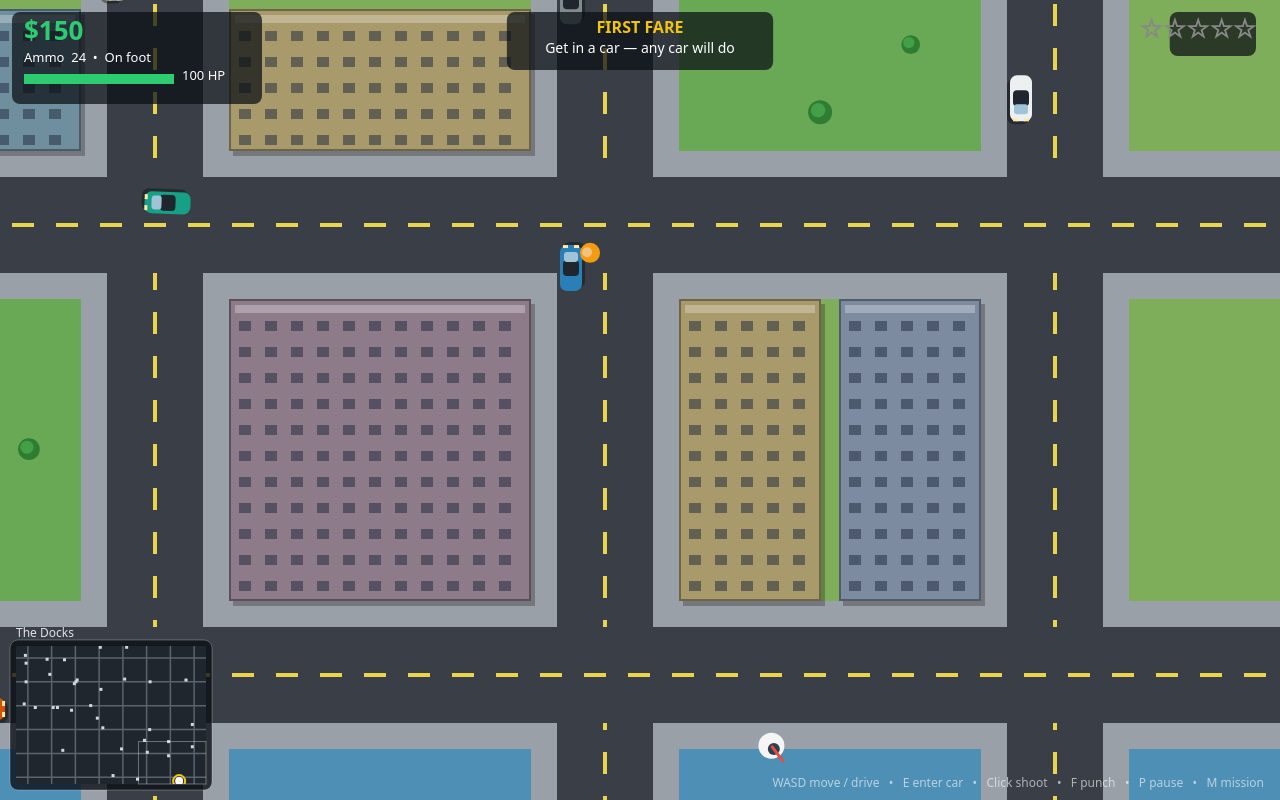 $150
Ammo 24 • On foot
100 HP
FIRST FARE
Get in a car — any car will do
The Docks
WASD move / drive • E enter car • Click shoot • F punch • P pause • M mission